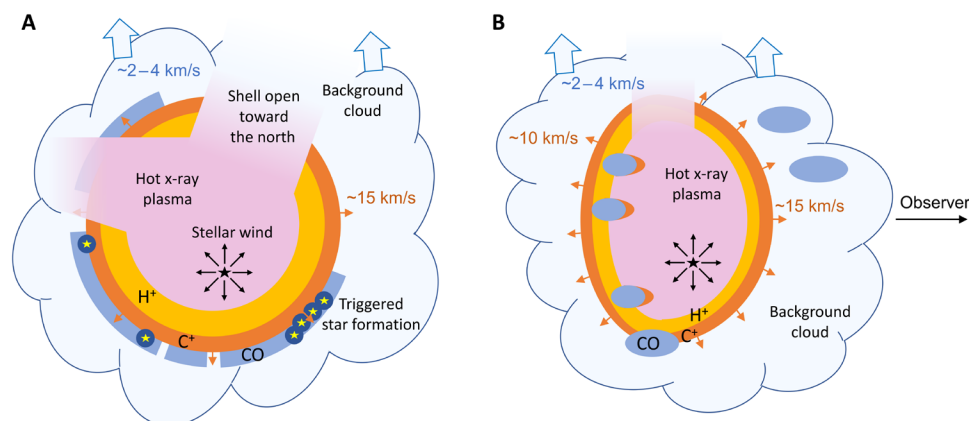 A
~2–4 km/s
Shell open
toward
the north
Background
cloud
Hot x-ray
plasma
~15 km/s
Stellar wind
H+
Triggered
star formation
C+
CO
B
~2–4 km/s
~10 km/s
Hot x-ray
plasma
~15 km/s
Observer
H+
Background
cloud
C+
CO